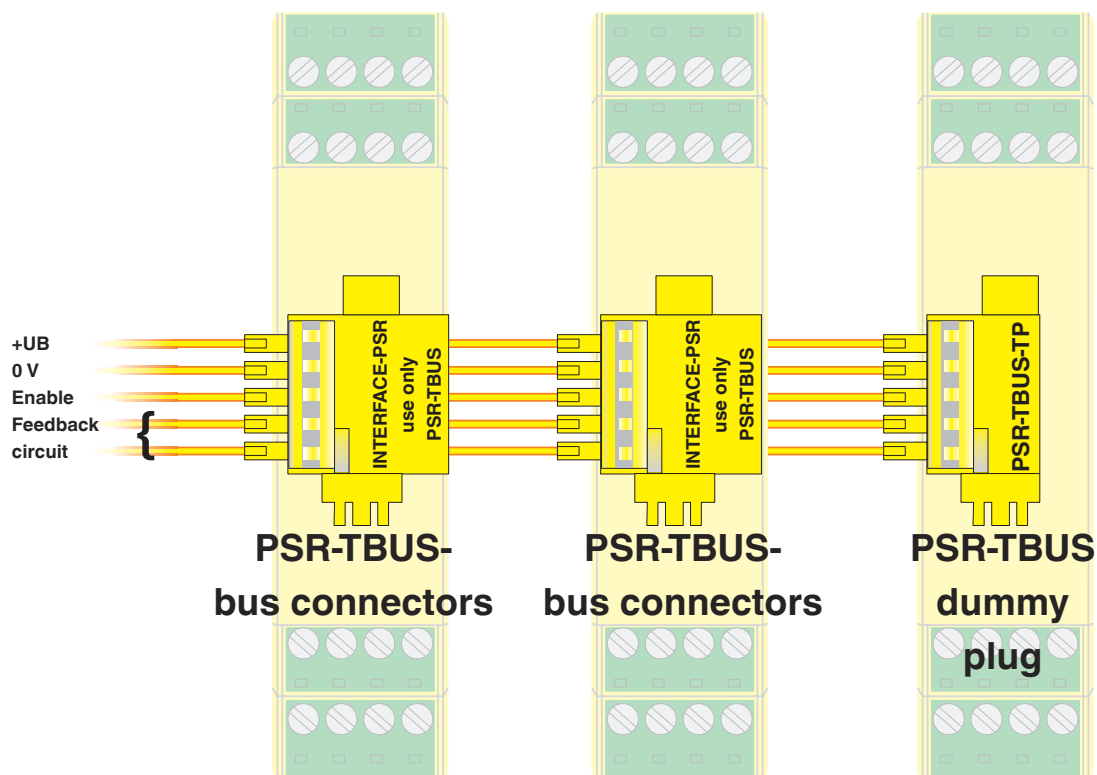 +UB
0 V
Enable
Feedback
circuit
{
INTERFACE-PSR
use only
PSR-TBUS
INTERFACE-PSR
use only
PSR-TBUS
PSR-TBUS-TP
PSR-TBUS-
bus connectors
PSR-TBUS-
bus connectors
PSR-TBUS
dummy
plug